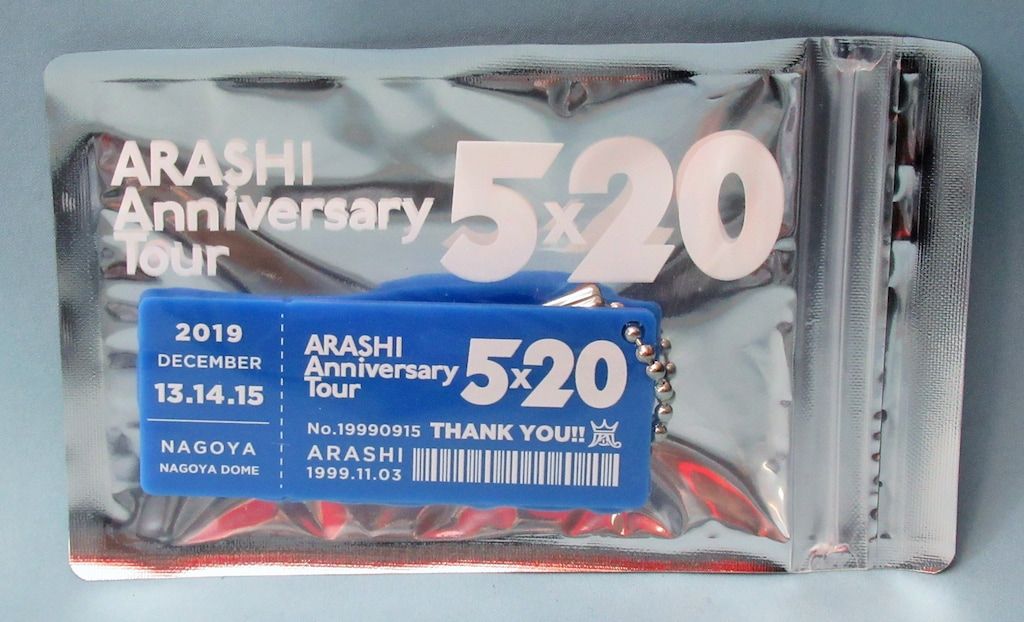 ARASHI
Anniversary
Tour
5x20
2019
DECEMBER
13.14.15
NAGOYA
NAGOYA DOME
ARASHI
Anniversary
Tour
5x20
No.19990915 THANK YOU!! 嵐
ARASHI
1999.11.03